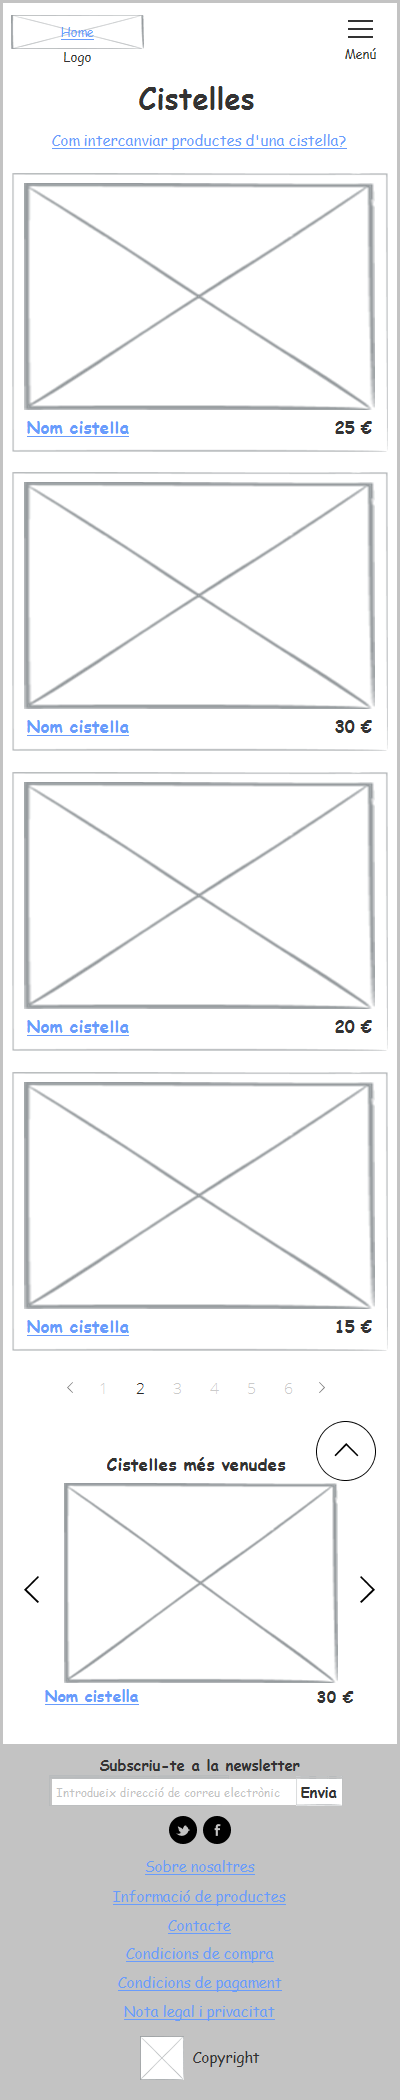 Home
Logo
Menú
Cistelles
Com intercanviar productes d'una cistella?
Nom cistella 25 €
Nom cistella 30 €
Nom cistella 20 €
Nom cistella 15 €
1 2 3 4 5 6
Cistelles més venudes
Nom cistella 30 €
Subscriu-te a la newsletter
Introdueix direcció de correu electrònic Envia
Sobre nosaltres
Informació de productes
Contacte
Condicions de compra
Condicions de pagament
Nota legal i privacitat
Copyright